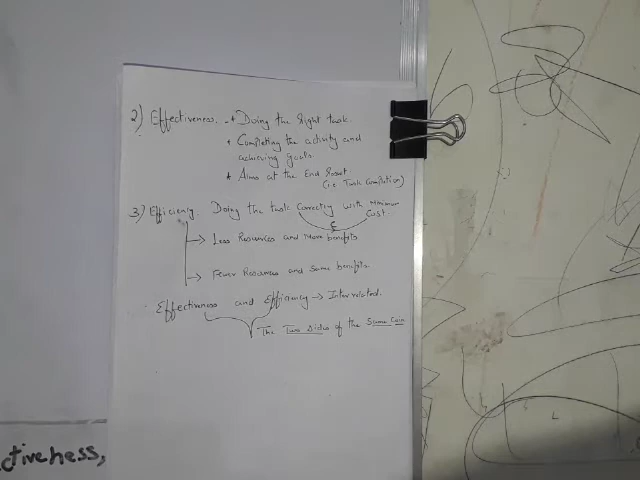 2) Effectiveness. * Doing the right task.
* Completing the activity and
achieving goals
* Aims at the End Result
(i.e. Task Completion)
3) Efficiency. Doing the task correctly with minimum
Cost.
E
→ Less Resources and more benefits
→ Fewer Resources and same benefits.
Effectiveness and Efficiency → Interrelated.
The Two sides of the Same Coin
ctiveness,